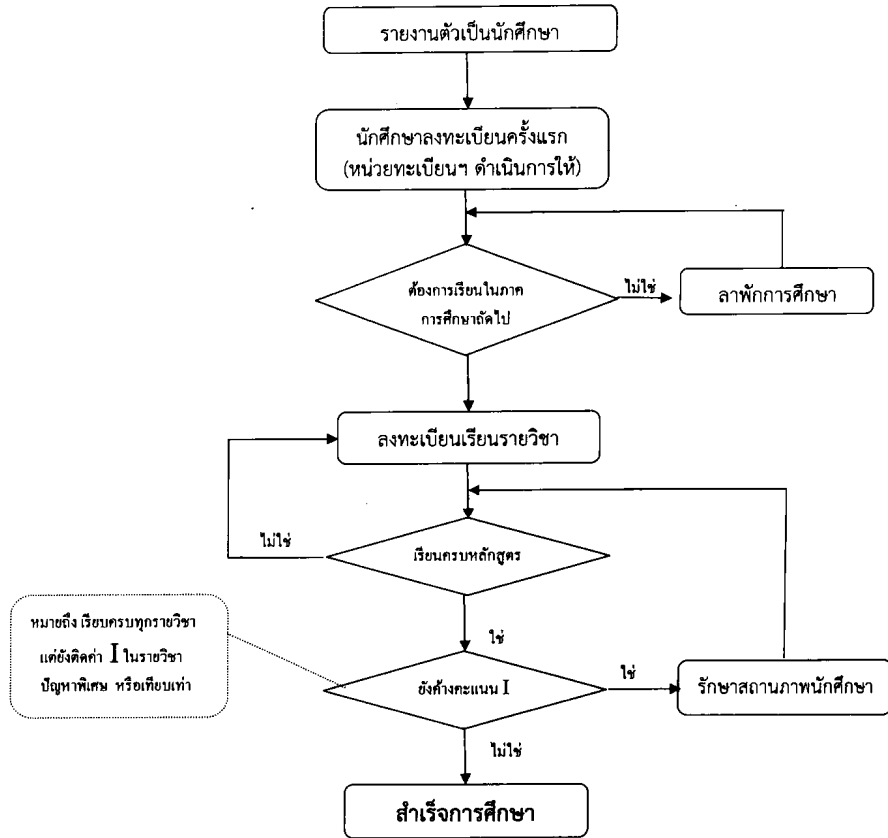 รายงานตัวเป็นนักศึกษา
นักศึกษาลงทะเบียนครั้งแรก
(หน่วยทะเบียนฯ ดำเนินการให้)
ต้องการเรียนในภาค
การศึกษาถัดไป
ไม่ใช่
ลาพักการศึกษา
ลงทะเบียนเรียนรายวิชา
ไม่ใช่
เรียนครบหลักสูตร
ใช่
หมายถึง เรียบครบทุกรายวิชา
แต่ยังติดค่า I ในรายวิชา
ปัญหาพิเศษ หรือเทียบเท่า
ยังค้างคะแนน I
ใช่
รักษาสถานภาพนักศึกษา
ไม่ใช่
สำเร็จการศึกษา